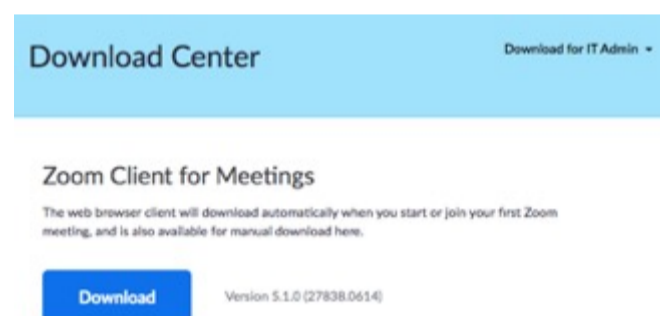 Download Center
Download for IT Admin
Zoom Client for Meetings
The web browser client will download automatically when you start or join your first Zoom
meeting, and is also available for manual download here.
Download
Version 5.1.0 (27838.0614)